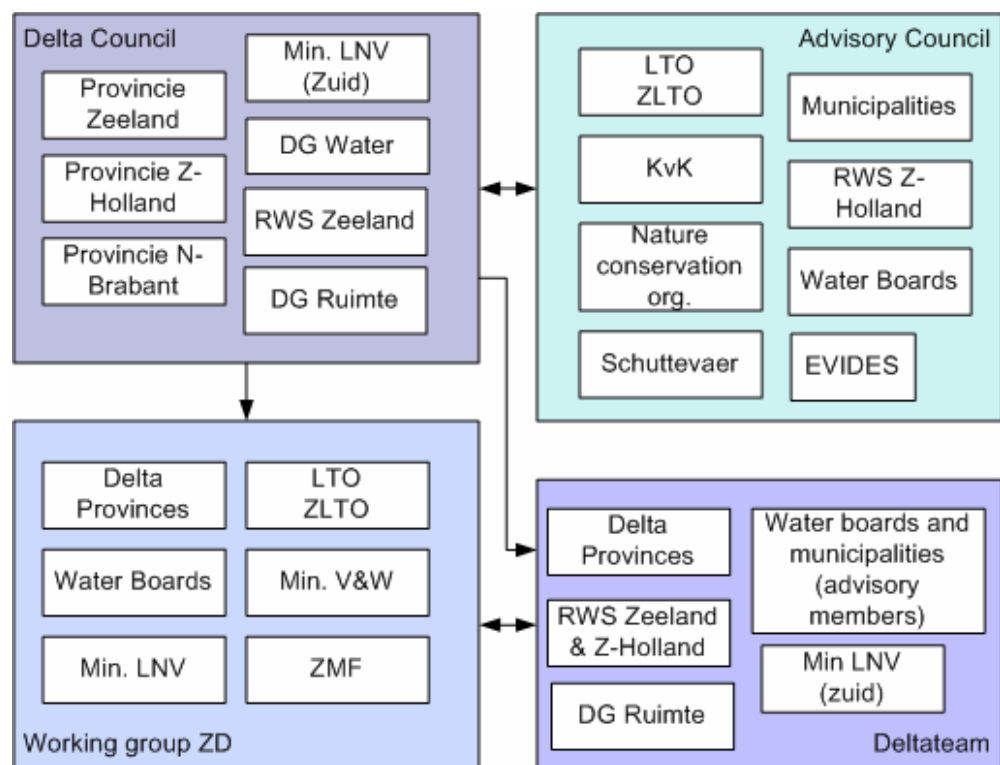 Delta Council
Provincie
Zeeland
Provincie Z-
Holland
Provincie N-
Brabant
Min. LNV
(Zuid)
DG Water
RWS Zeeland
DG Ruimte
Advisory Council
LTO
ZLTO
KvK
Nature
conservation
org.
Schuttevaer
Municipalities
RWS Z-
Holland
Water Boards
EVIDES
Delta
Provinces
Water Boards
Min. LNV
LTO
ZLTO
Min. V&W
ZMF
Working group ZD
Delta
Provinces
RWS Zeeland
& Z-Holland
DG Ruimte
Water boards and
municipalities
(advisory
members)
Min LNV
(zuid)
Deltateam